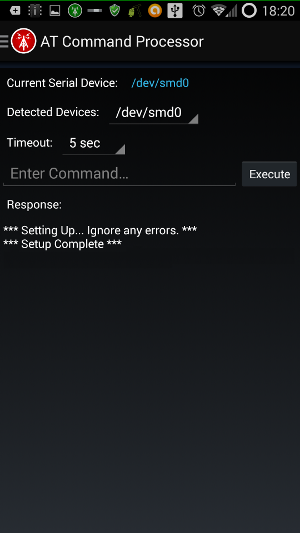 18:20
AT Command Processor
Current Serial Device: /dev/smd0
Detected Devices: /dev/smd0
Timeout: 5 sec
Enter Command... Execute
Response:
*** Setting Up... Ignore any errors. ***
*** Setup Complete ***